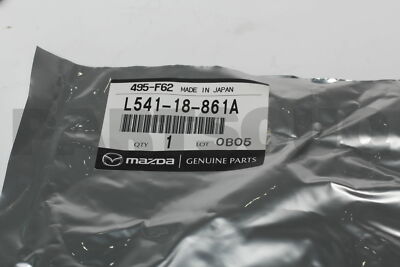 495-F62 MADE IN JAPAN
L541-18-861A
QTY 1 LOT 0B05
mazda GENUINE PARTS